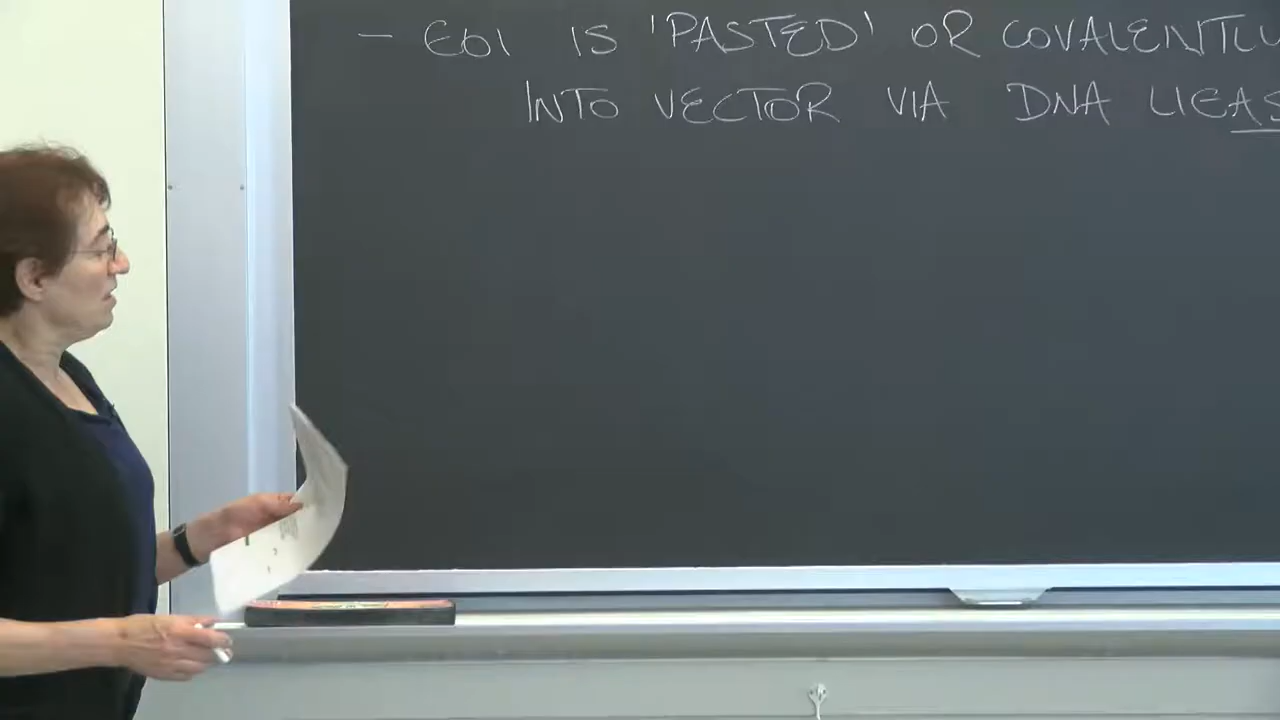 - EOI IS 'PASTED' OR COVALENTLY
INTO VECTOR VIA DNA LIGAS